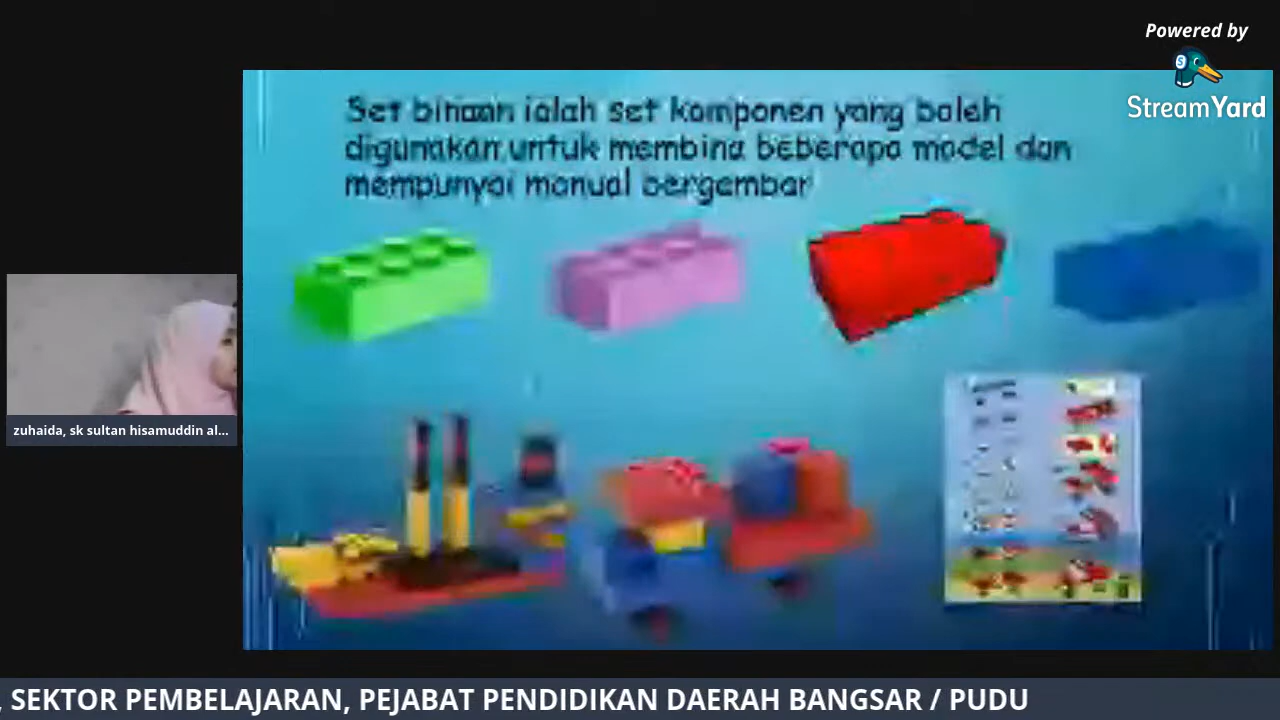 Powered by
StreamYard
Set binaan ialah set komponen yang boleh
digunakan untuk membina beberapa model dan
mempunyai manual bergambar
zuhaida, sk sultan hisamuddin al...
, SEKTOR PEMBELAJARAN, PEJABAT PENDIDIKAN DAERAH BANGSAR / PUDU